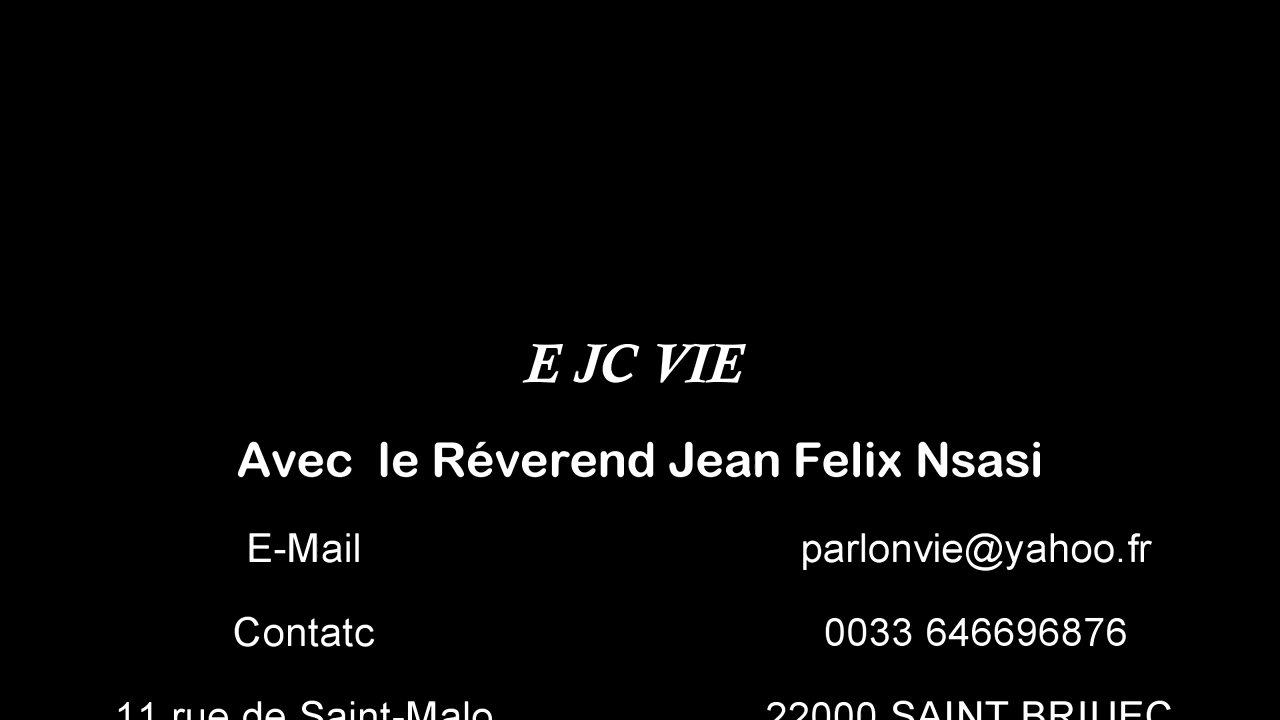 E JC VIE
Avec le Réverend Jean Felix Nsasi
E-Mail parlonvie@yahoo.fr
Contatc 0033 646696876
11 rue de Saint-Malo 22000 SAINT BRIUEC